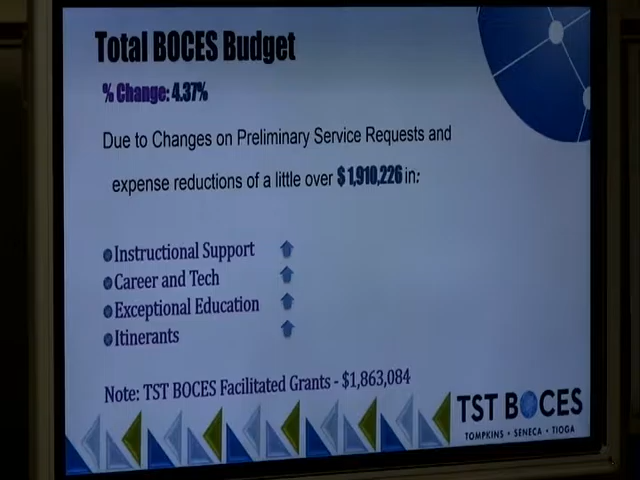 Total BOCES Budget
% Change: 4.37%
Due to Changes on Preliminary Service Requests and
expense reductions of a little over $1,910,226 in:
Instructional Support
Career and Tech
Exceptional Education
Itinerants
Note: TST BOCES Facilitated Grants - $1,863,084
TST BOCES
TOMPKINS • SENECA • TIOGA